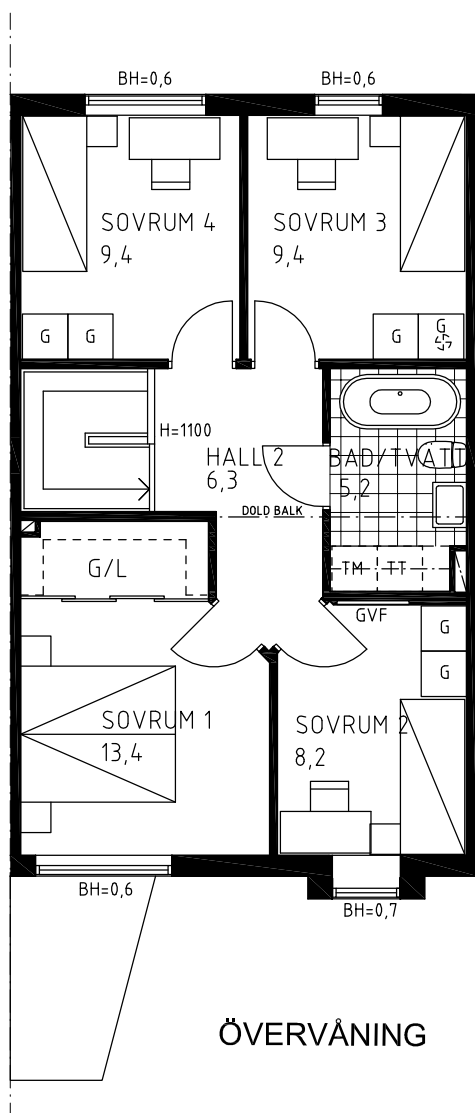 BH=0,6
BH=0,6
SOVRUM 4
9,4
SOVRUM 3
9,4
G
G
G
G
H=1100
HALL 2
6,3
BAD/TVÄTT
5,2
DOLD BALK
G/L
TM
TT
GVF
G
G
SOVRUM 1
13,4
SOVRUM 2
8,2
BH=0,6
BH=0,7
ÖVERVÅNING